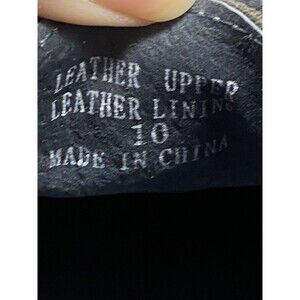 LEATHER UPPER
LEATHER LINING
10
MADE IN CHINA